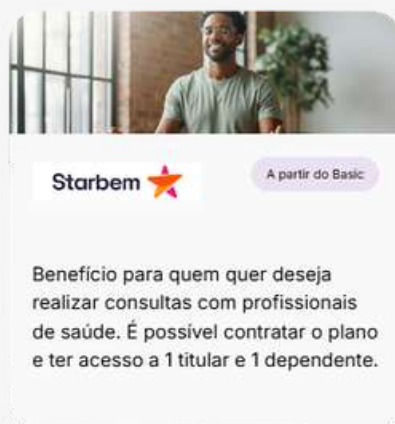 Starbem
A partir do Basic
Benefício para quem quer deseja
realizar consultas com profissionais
de saúde. É possível contratar o plano
e ter acesso a 1 titular e 1 dependente.